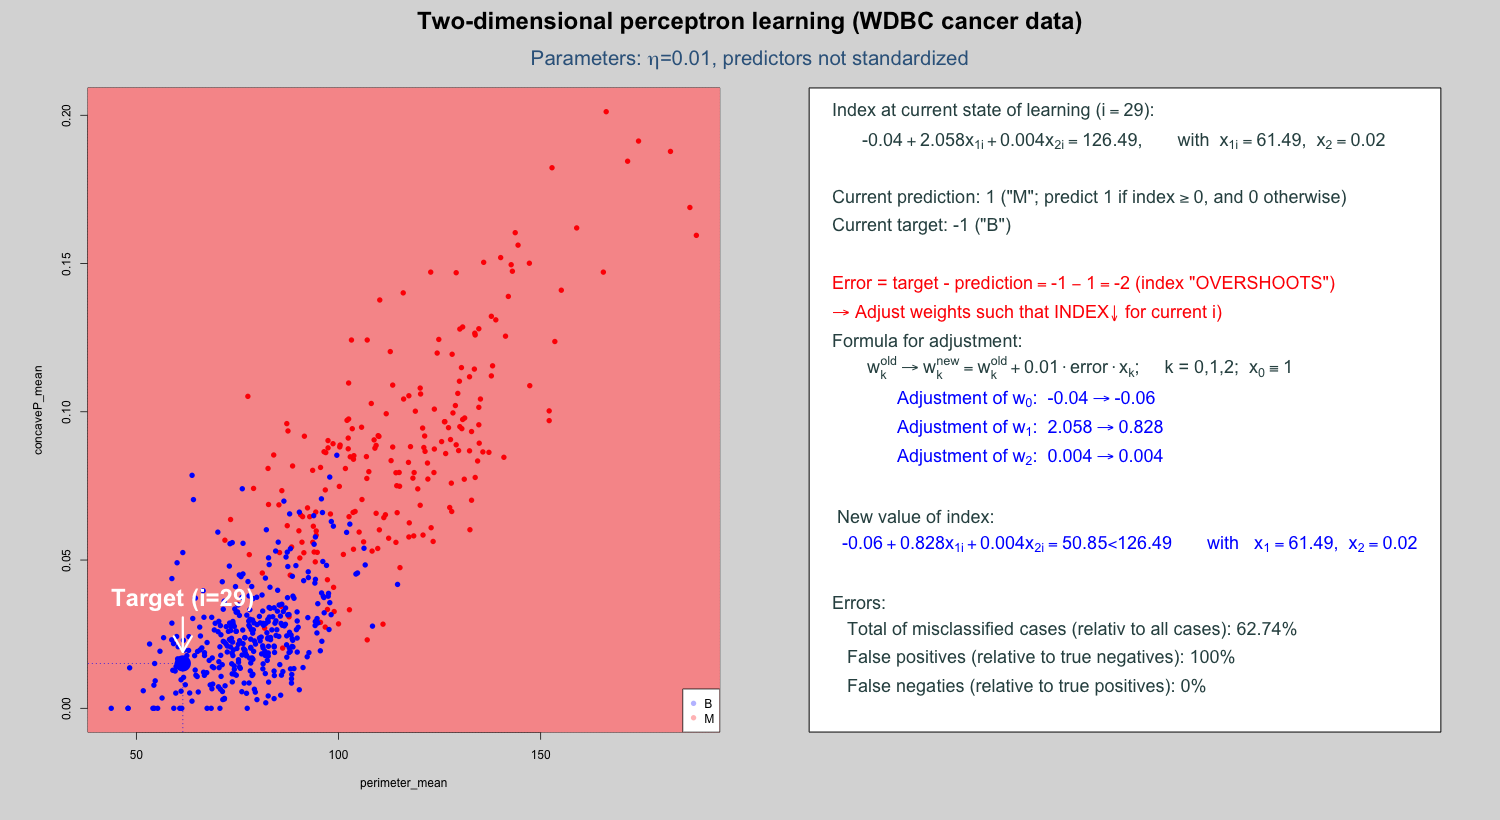 Two-dimensional perceptron learning (WDBC cancer data)
Parameters: η=0.01, predictors not standardized
0.20
0.15
0.10
0.05
0.00
concaveP_mean
Target (i=29)
B
M
50
100
150
perimeter_mean
Index at current state of learning (i = 29):
-0.04 + 2.058x1i + 0.004x2i = 126.49, with x1i = 61.49, x2 = 0.02
Current prediction: 1 ("M"; predict 1 if index ≥ 0, and 0 otherwise)
Current target: -1 ("B")
Error = target - prediction = -1 − 1 = -2 (index "OVERSHOOTS")
→ Adjust weights such that INDEX↓ for current i)
Formula for adjustment:
w_k^old → w_k^new = w_k^old + 0.01 · error · x_k; k = 0,1,2; x0 ≡ 1
Adjustment of w0: -0.04 → -0.06
Adjustment of w1: 2.058 → 0.828
Adjustment of w2: 0.004 → 0.004
New value of index:
-0.06 + 0.828x1i + 0.004x2i = 50.85<126.49 with x1 = 61.49, x2 = 0.02
Errors:
Total of misclassified cases (relativ to all cases): 62.74%
False positives (relative to true negatives): 100%
False negaties (relative to true positives): 0%